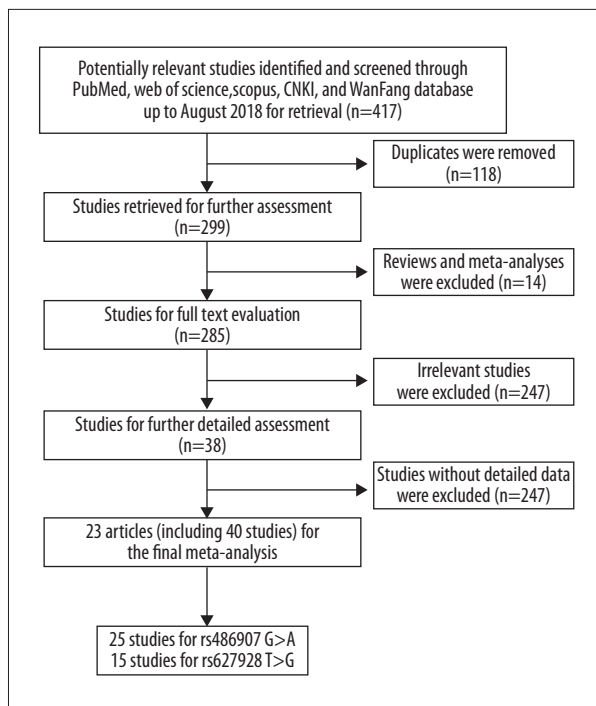 Potentially relevant studies identified and screened through
PubMed, web of science,scopus, CNKI, and WanFang database
up to August 2018 for retrieval (n=417)
Duplicates were removed
(n=118)
Studies retrieved for further assessment
(n=299)
Reviews and meta-analyses
were excluded (n=14)
Studies for full text evaluation
(n=285)
Irrelevant studies
were excluded (n=247)
Studies for further detailed assessment
(n=38)
Studies without detailed data
were excluded (n=247)
23 articles (including 40 studies) for
the final meta-analysis
25 studies for rs486907 G>A
15 studies for rs627928 T>G